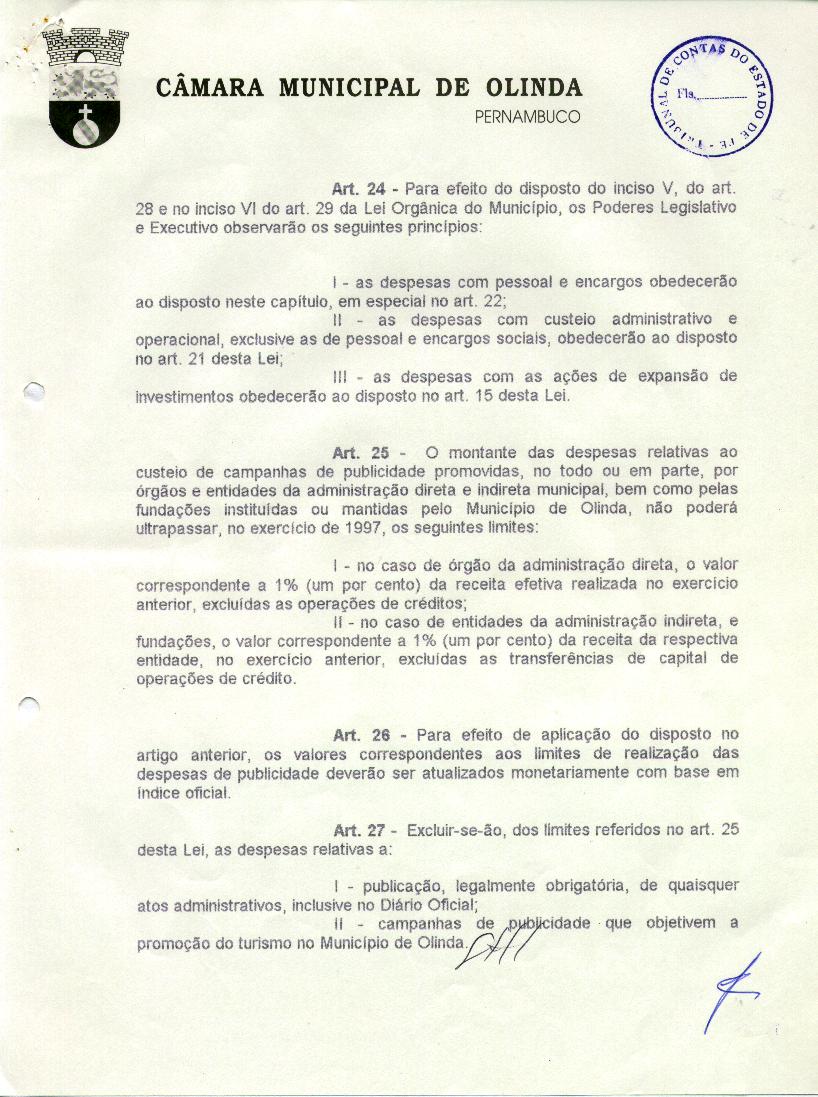 CÂMARA MUNICIPAL DE OLINDA
PERNAMBUCO
TRIBUNAL DE CONTAS DO ESTADO DE PE -
Fls.
Art. 24 - Para efeito do disposto do inciso V, do art.
28 e no inciso VI do art. 29 da Lei Orgânica do Município, os Poderes Legislativo
e Executivo observarão os seguintes princípios:
I - as despesas com pessoal e encargos obedecerão
ao disposto neste capítulo, em especial no art. 22;
II - as despesas com custeio administrativo e
operacional, exclusive as de pessoal e encargos sociais, obedecerão ao disposto
no art. 21 desta Lei;
III - as despesas com as ações de expansão de
investimentos obedecerão ao disposto no art. 15 desta Lei.
Art. 25 - O montante das despesas relativas ao
custeio de campanhas de publicidade promovidas, no todo ou em parte, por
órgãos e entidades da administração direta e indireta municipal, bem como pelas
fundações instituídas ou mantidas pelo Município de Olinda, não poderá
ultrapassar, no exercício de 1997, os seguintes limites:
I - no caso de órgão da administração direta, o valor
correspondente a 1% (um por cento) da receita efetiva realizada no exercício
anterior, excluídas as operações de créditos;
II - no caso de entidades da administração indireta, e
fundações, o valor correspondente a 1% (um por cento) da receita da respectiva
entidade, no exercício anterior, excluídas as transferências de capital de
operações de crédito.
Art. 26 - Para efeito de aplicação do disposto no
artigo anterior, os valores correspondentes aos limites de realização das
despesas de publicidade deverão ser atualizados monetariamente com base em
índice oficial.
Art. 27 - Excluir-se-ão, dos limites referidos no art. 25
desta Lei, as despesas relativas a:
I - publicação, legalmente obrigatória, de quaisquer
atos administrativos, inclusive no Diário Oficial;
II - campanhas de publicidade que objetivem a
promoção do turismo no Município de Olinda.